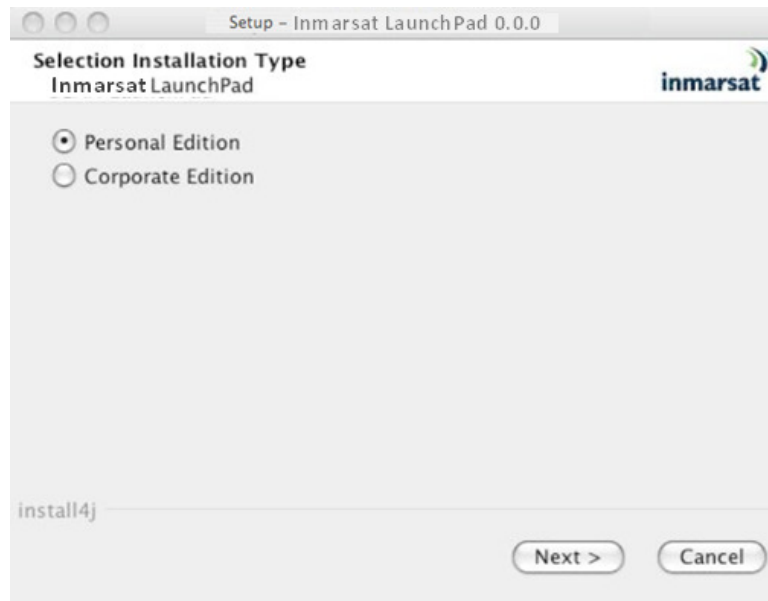 Setup – Inmarsat LaunchPad 0.0.0
Selection Installation Type
Inmarsat LaunchPad
inmarsat
Personal Edition
Corporate Edition
install4j
Next >
Cancel